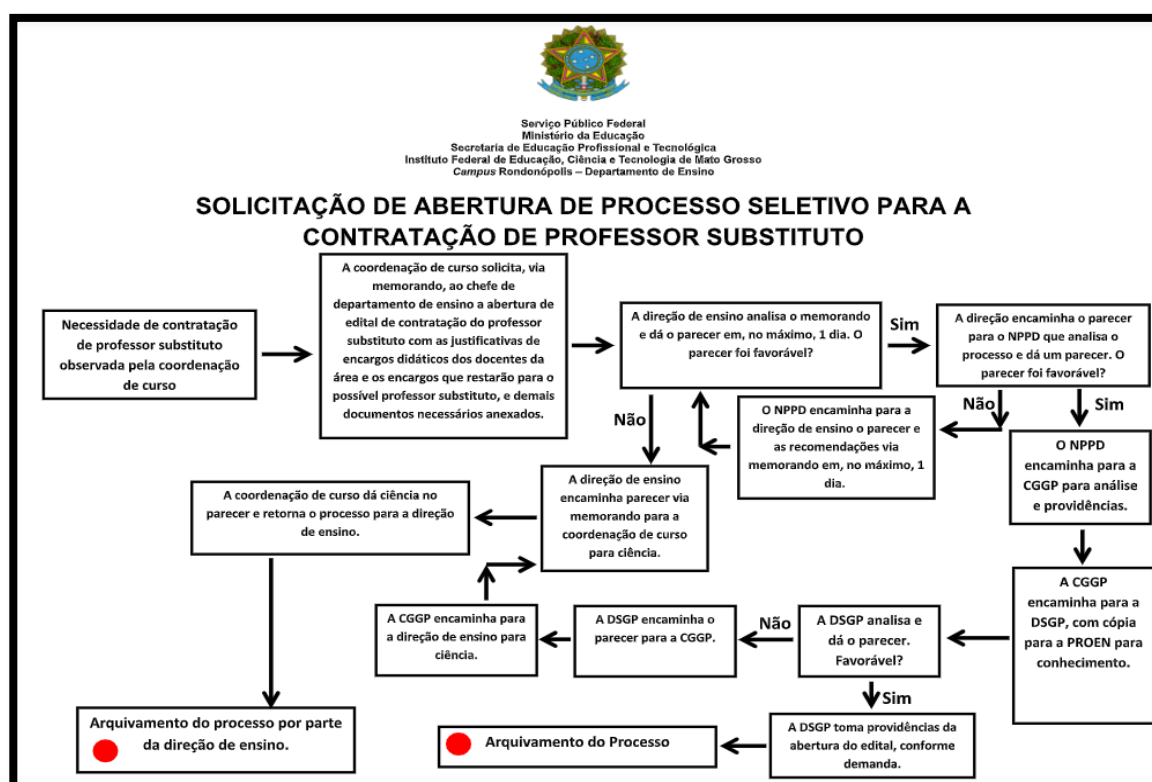 Serviço Público Federal
Ministério da Educação
Secretaria de Educação Profissional e Tecnológica
Instituto Federal de Educação, Ciência e Tecnologia de Mato Grosso
Campus Rondonópolis – Departamento de Ensino
SOLICITAÇÃO DE ABERTURA DE PROCESSO SELETIVO PARA A
CONTRATAÇÃO DE PROFESSOR SUBSTITUTO
Necessidade de contratação
de professor substituto
observada pela coordenação
de curso
A coordenação de curso solicita, via
memorando, ao chefe de
departamento de ensino a abertura de
edital de contratação do professor
substituto com as justificativas de
encargos didáticos dos docentes da
área e os encargos que restarão para o
possível professor substituto, e demais
documentos necessários anexados.
A direção de ensino analisa o memorando
e dá o parecer em, no máximo, 1 dia. O
parecer foi favorável?
Sim
A direção encaminha o parecer
para o NPPD que analisa o
processo e dá um parecer. O
parecer foi favorável?
Não
Não
Sim
O NPPD encaminha para a
direção de ensino o parecer e
as recomendações via
memorando em, no máximo, 1
dia.
O NPPD
encaminha para a
CGGP para análise
e providências.
A direção de ensino
encaminha parecer via
memorando para a
coordenação de curso
para ciência.
A coordenação de curso dá ciência no
parecer e retorna o processo para a direção
de ensino.
A CGGP
encaminha para a
DSGP, com cópia
para a PROEN para
conhecimento.
A DSGP analisa e
dá o parecer.
Favorável?
Não
A DSGP encaminha o
parecer para a CGGP.
A CGGP encaminha para
a direção de ensino para
ciência.
Sim
A DSGP toma providências da
abertura do edital, conforme
demanda.
Arquivamento do Processo
Arquivamento do processo por parte
da direção de ensino.